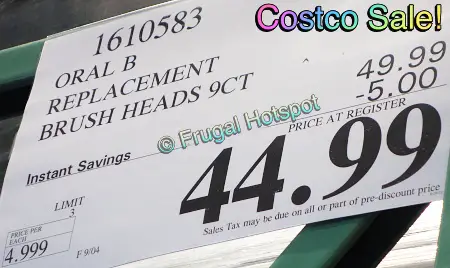 Costco Sale!
1610583
ORAL B
REPLACEMENT
BRUSH HEADS 9CT
49.99
-5.00
© Frugal Hotspot
Instant Savings
PRICE AT REGISTER
44.99
LIMIT
3
PRICE PER
EACH
4.999
F 9/04
Sales Tax may be due on all or part of pre-discount price